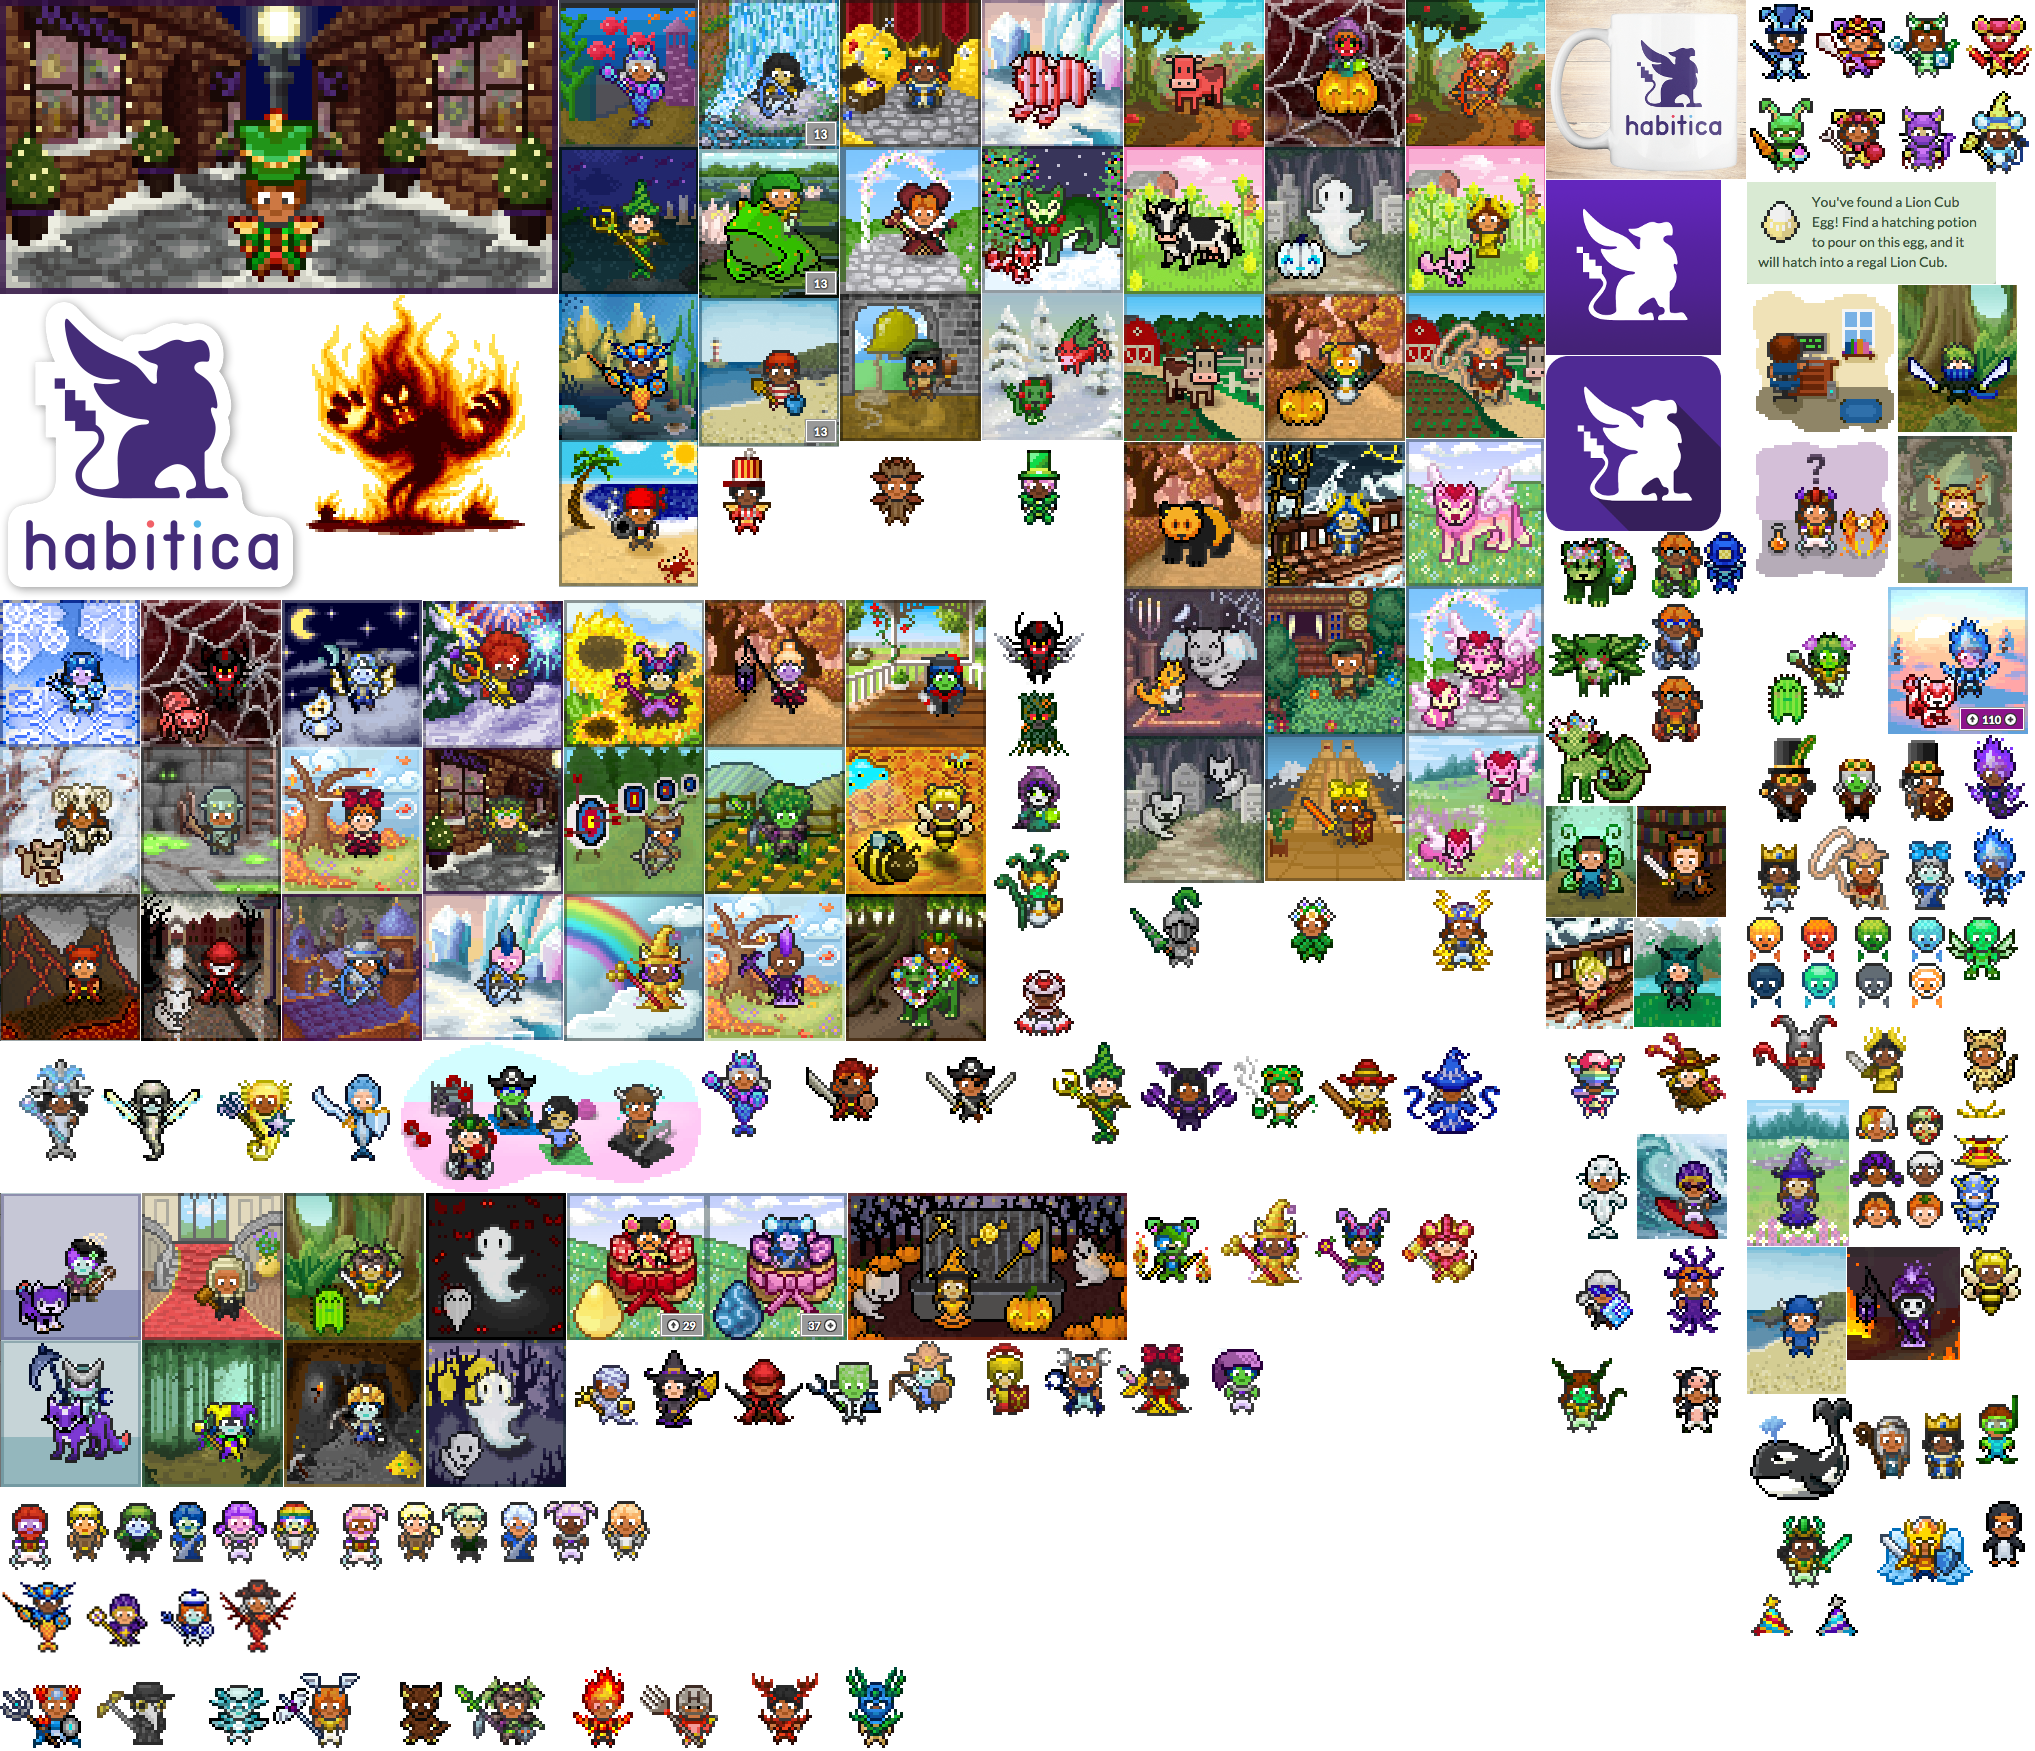 13
habitica
You've found a Lion Cub
Egg! Find a hatching potion
to pour on this egg, and it
will hatch into a regal Lion Cub.
13
13
habitica
?
110
29
37